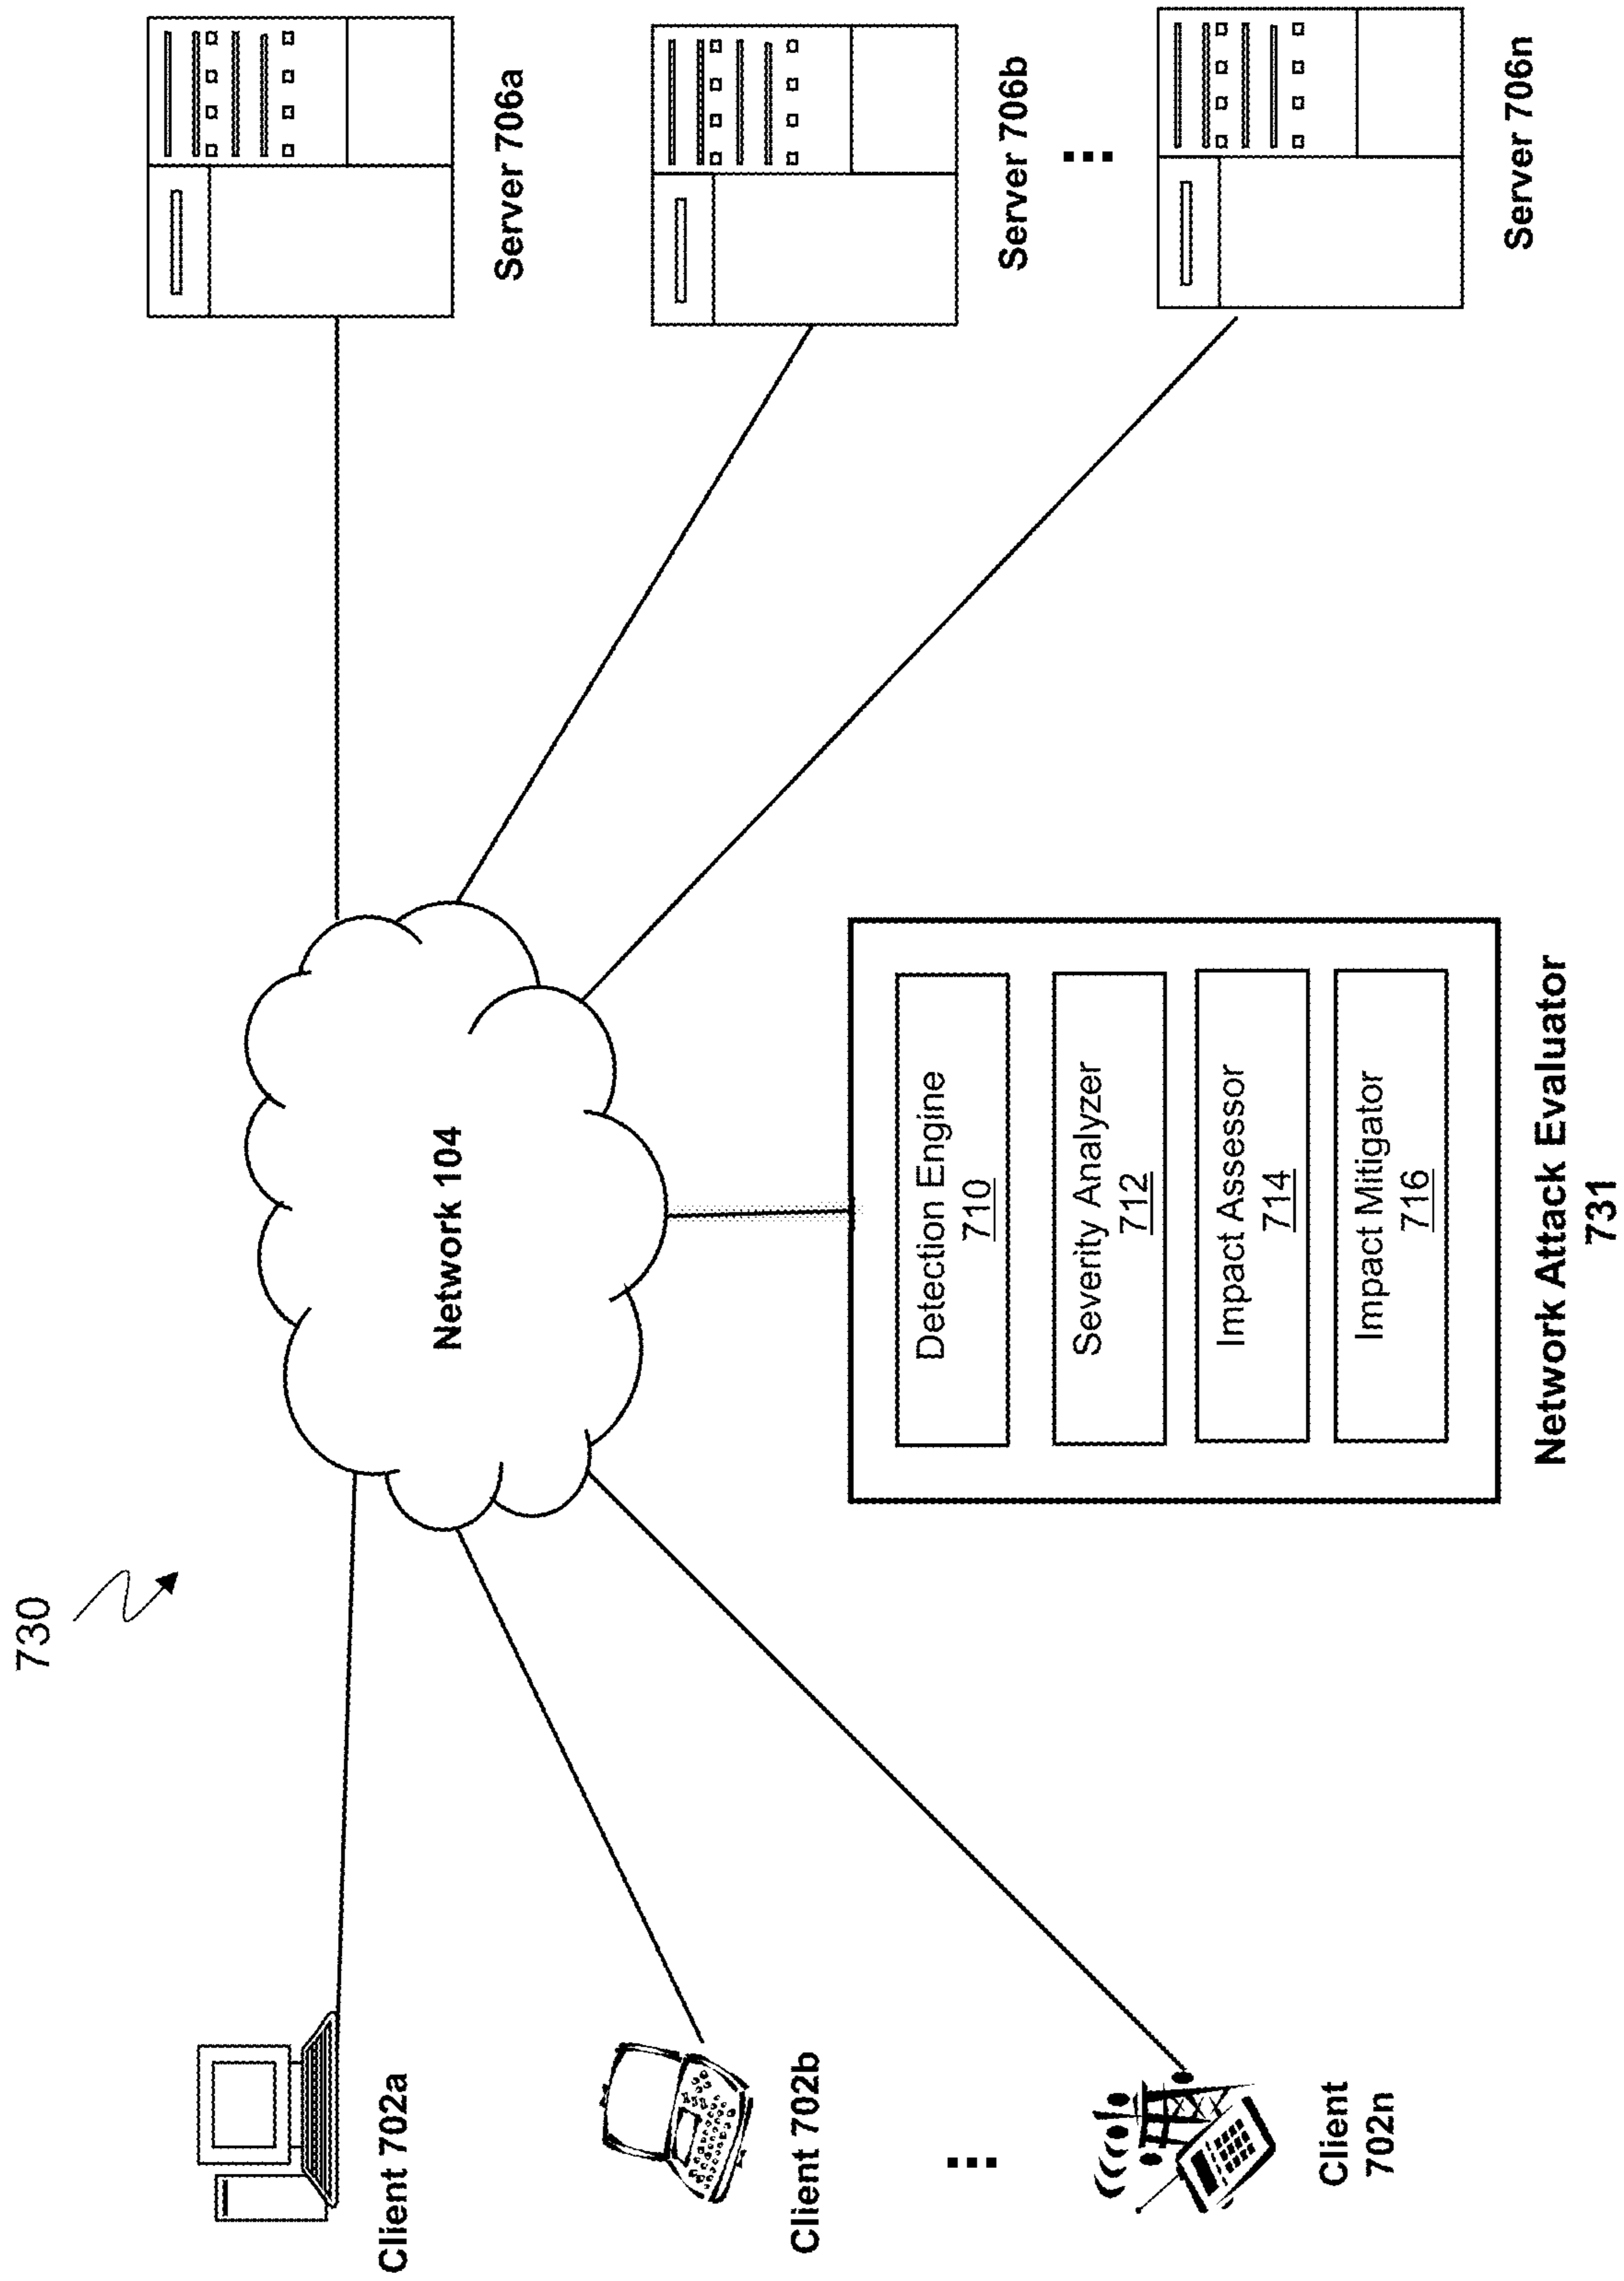 730
Client 702a
Client 702b
...
Client
702n
Network 104
Server 706a
Server 706b
...
Server 706n
Detection Engine
710
Severity Analyzer
712
Impact Assessor
714
Impact Mitigator
716
Network Attack Evaluator
731